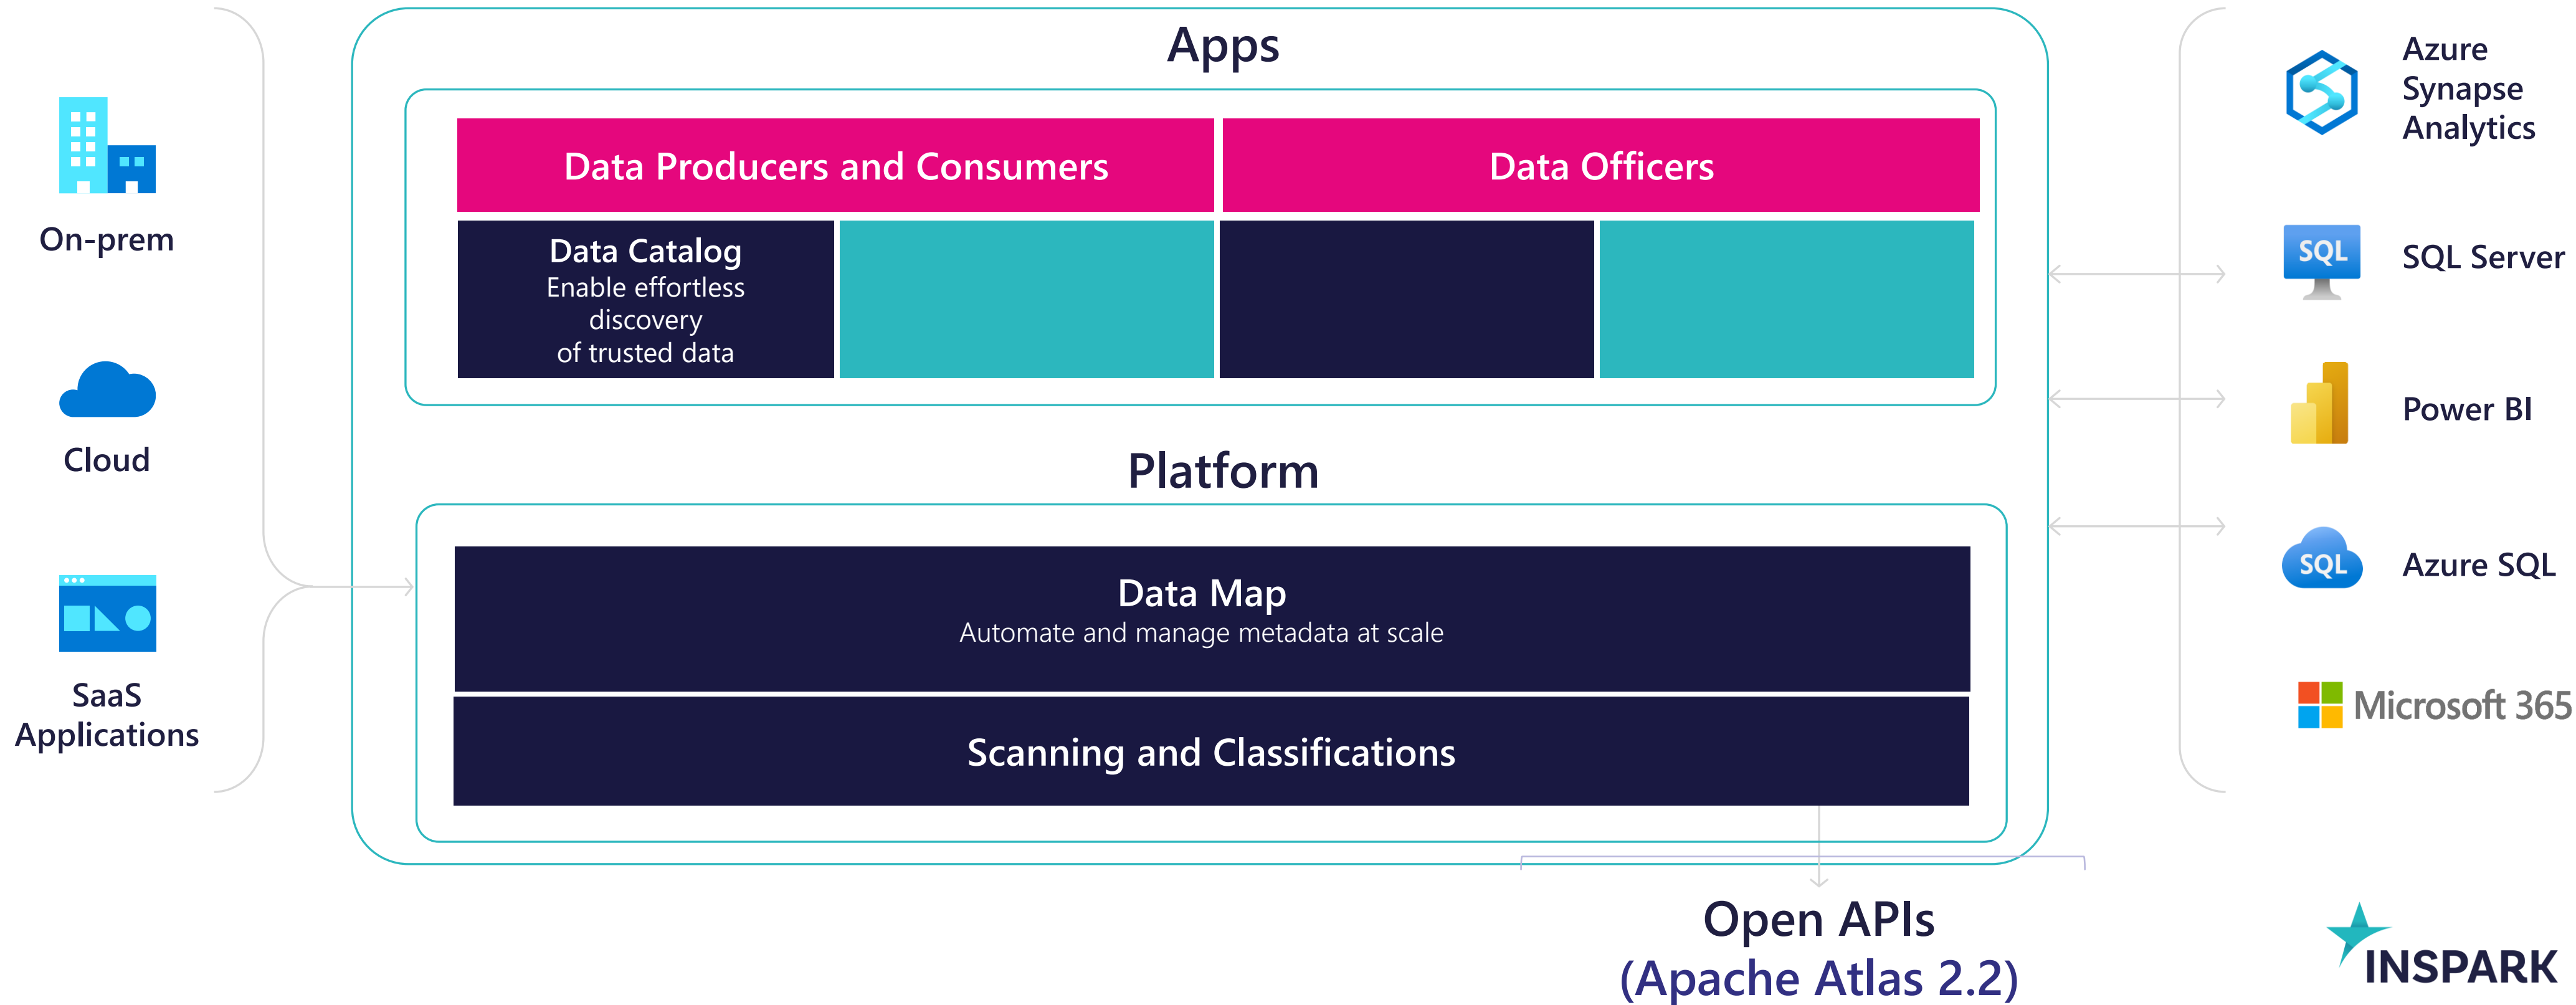 On-prem
Cloud
SaaS
Applications
Apps
Data Producers and Consumers
Data Officers
Data Catalog
Enable effortless
discovery
of trusted data
Platform
Data Map
Automate and manage metadata at scale
Scanning and Classifications
Open APIs
(Apache Atlas 2.2)
Azure
Synapse
Analytics
SQL
SQL Server
Power BI
SQL
Azure SQL
Microsoft 365
INSPARK